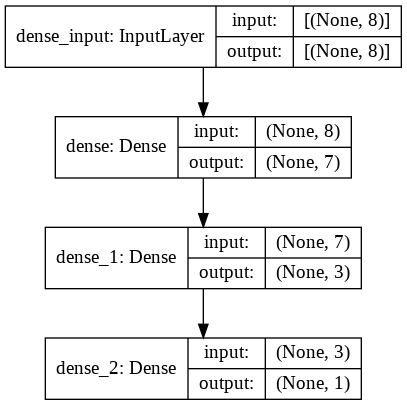 dense_input: InputLayer
input: [(None, 8)]
output: [(None, 8)]
dense: Dense
input: (None, 8)
output: (None, 7)
dense_1: Dense
input: (None, 7)
output: (None, 3)
dense_2: Dense
input: (None, 3)
output: (None, 1)